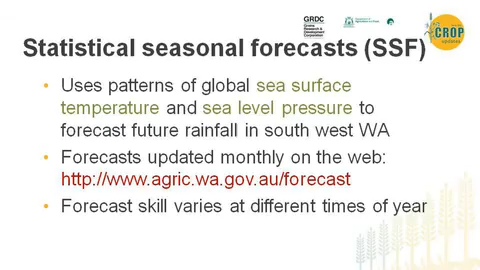 GRDC
Grains
Research &
Development
Corporation
CROP
updates
Statistical seasonal forecasts (SSF)
• Uses patterns of global sea surface
temperature and sea level pressure to
forecast future rainfall in south west WA
• Forecasts updated monthly on the web:
http://www.agric.wa.gov.au/forecast
• Forecast skill varies at different times of year